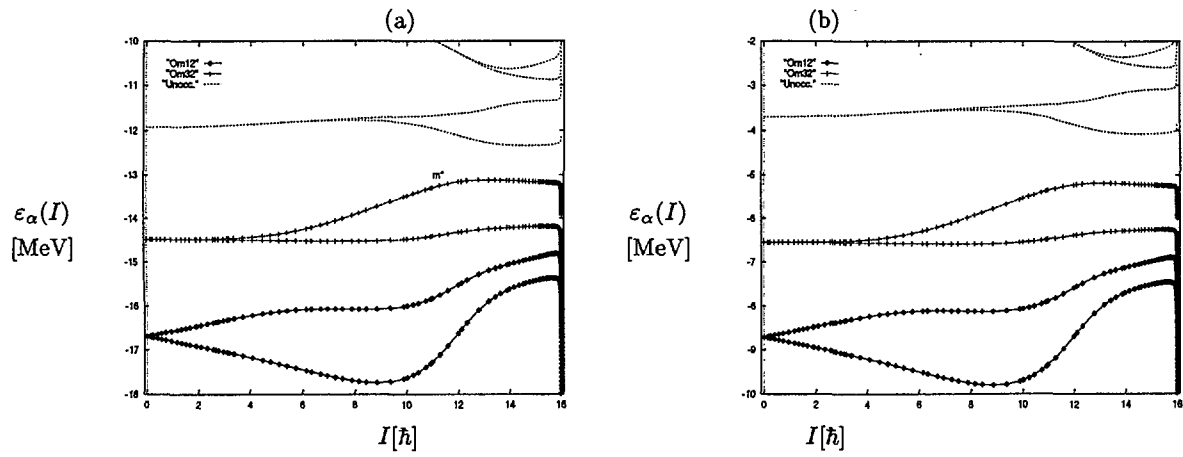 (a)
-10
-11
-12
-13
-14
-15
-16
-17
-18
"Om12"
"Om32"
"Unocc."
m*
εα(I)
[MeV]
0 2 4 6 8 10 12 14 16
I[ħ]
(b)
-2
-3
-4
-5
-6
-7
-8
-9
-10
"Om12"
"Om32"
"Unocc."
εα(I)
[MeV]
0 2 4 6 8 10 12 14 16
I[ħ]